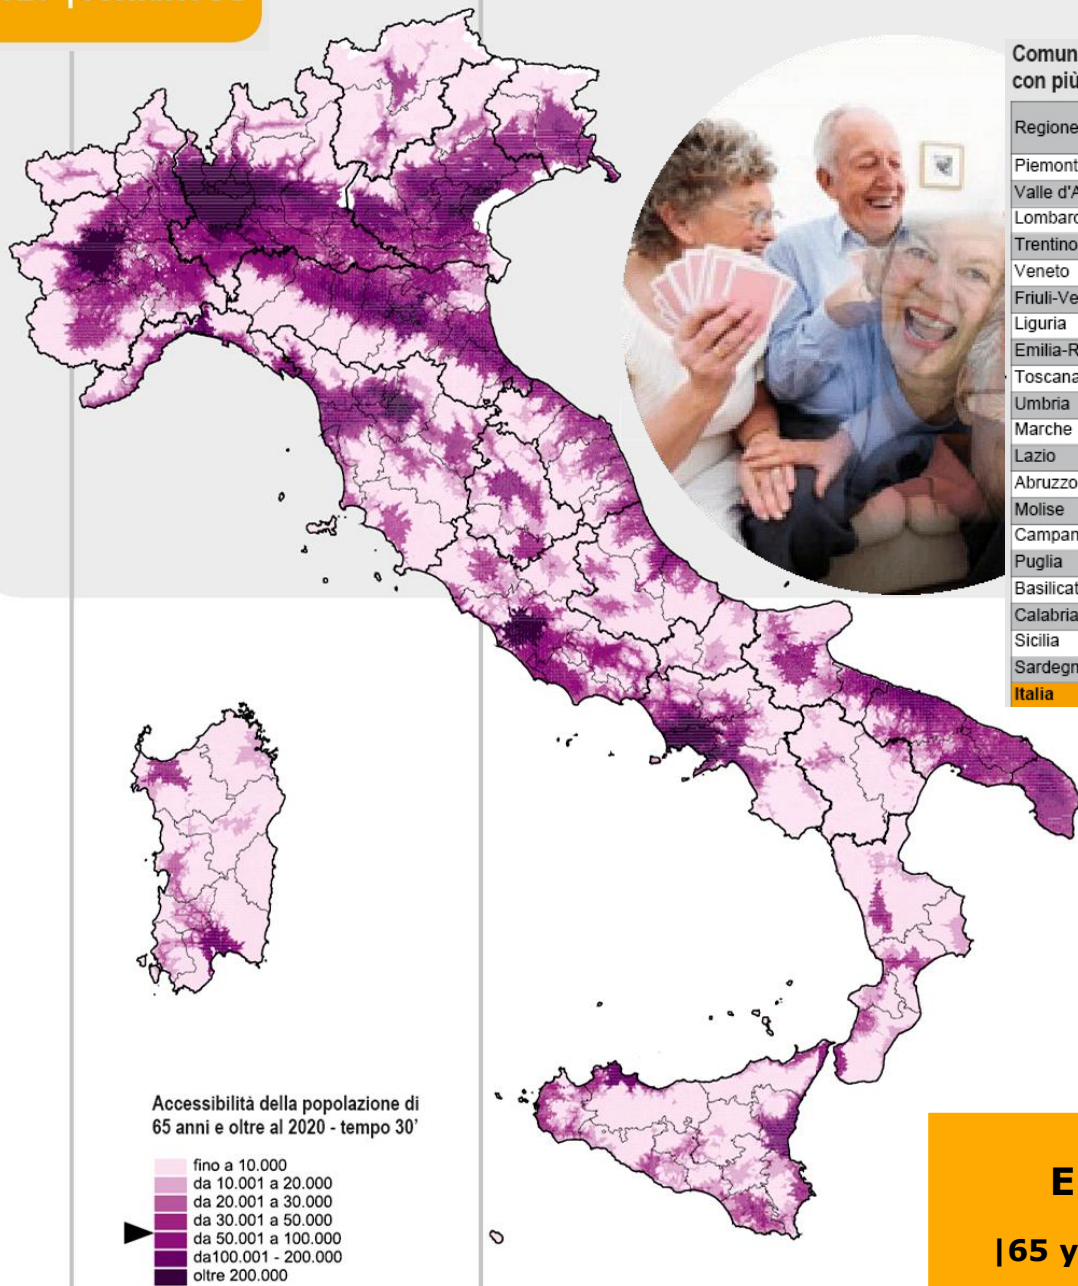 Comun
con più
Regione
Piemont
Valle d'A
Lombard
Trentino
Veneto
Friuli-Ve
Liguria
Emilia-R
Toscana
Umbria
Marche
Lazio
Abruzzo
Molise
Campan
Puglia
Basilicat
Calabria
Sicilia
Sardegn
Italia
Accessibilità della popolazione di
65 anni e oltre al 2020 - tempo 30'
fino a 10.000
da 10.001 a 20.000
da 20.001 a 30.000
da 30.001 a 50.000
da 50.001 a 100.000
da100.001 - 200.000
oltre 200.000
E
|65 y